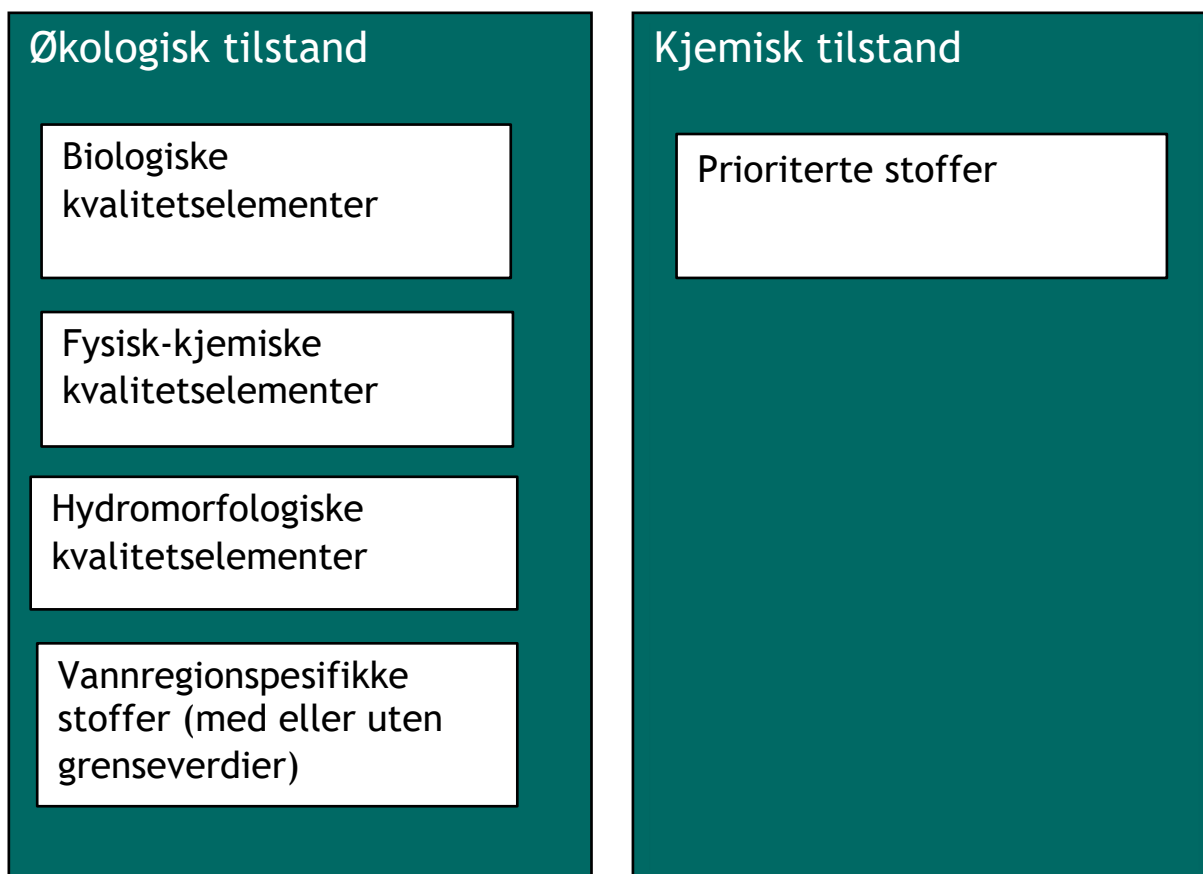 Økologisk tilstand
Biologiske
kvalitetselementer
Fysisk-kjemiske
kvalitetselementer
Hydromorfologiske
kvalitetselementer
Vannregionspesifikke
stoffer (med eller uten
grenseverdier)
Kjemisk tilstand
Prioriterte stoffer